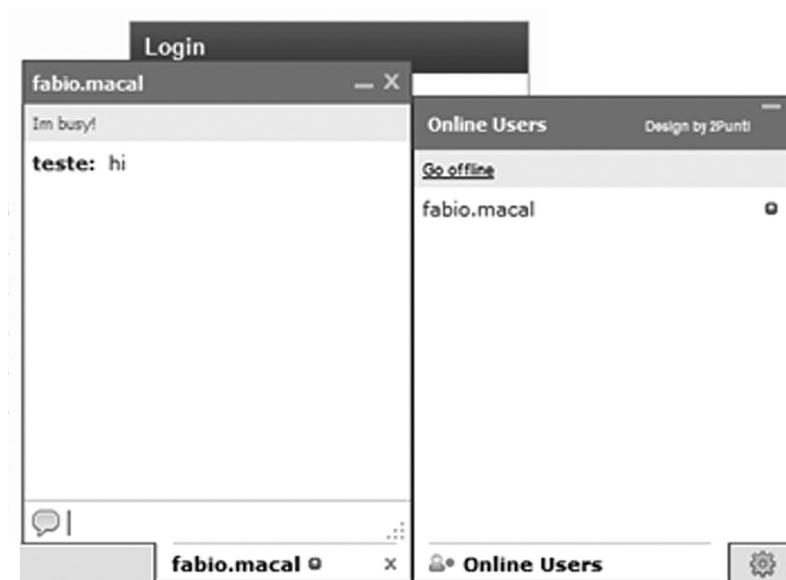 Login
fabio.macal
Im busy!
teste: hi
fabio.macal
Online Users
Design by 2Punti
Go offline
fabio.macal
Online Users